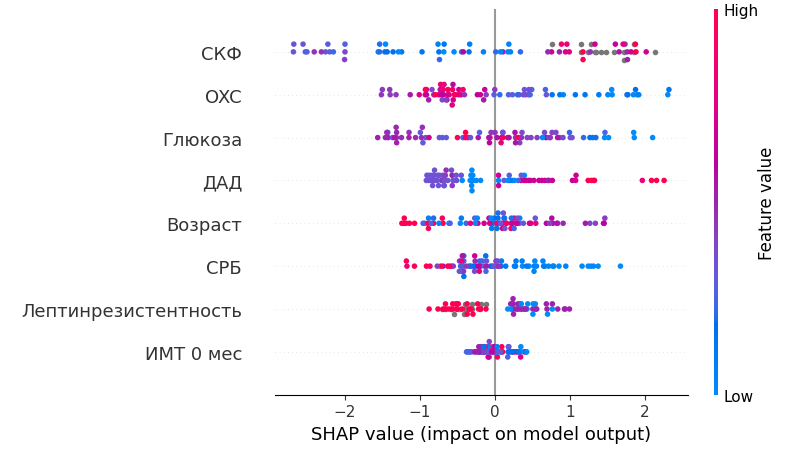 High
СКФ
ОХС
Глюкоза
ДАД
Возраст
СРБ
Лептинрезистентность
ИМТ 0 мес
Feature value
Low
−2 −1 0 1 2
SHAP value (impact on model output)